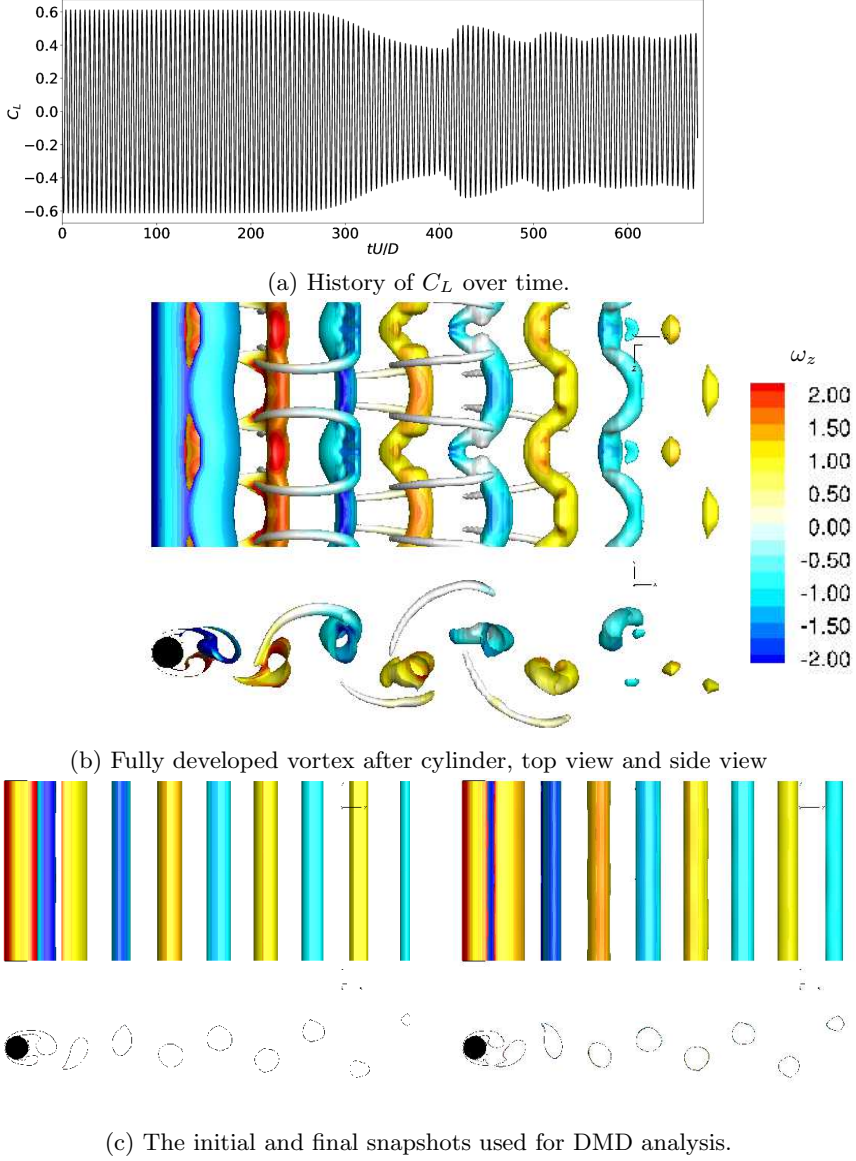 0.6
0.4
0.2
0.0
−0.2
−0.4
−0.6
C_L
0 100 200 300 400 500 600
tU/D
(a) History of C_L over time.
ω_z
2.00
1.50
1.00
0.50
0.00
-0.50
-1.00
-1.50
-2.00
(b) Fully developed vortex after cylinder, top view and side view
(c) The initial and final snapshots used for DMD analysis.